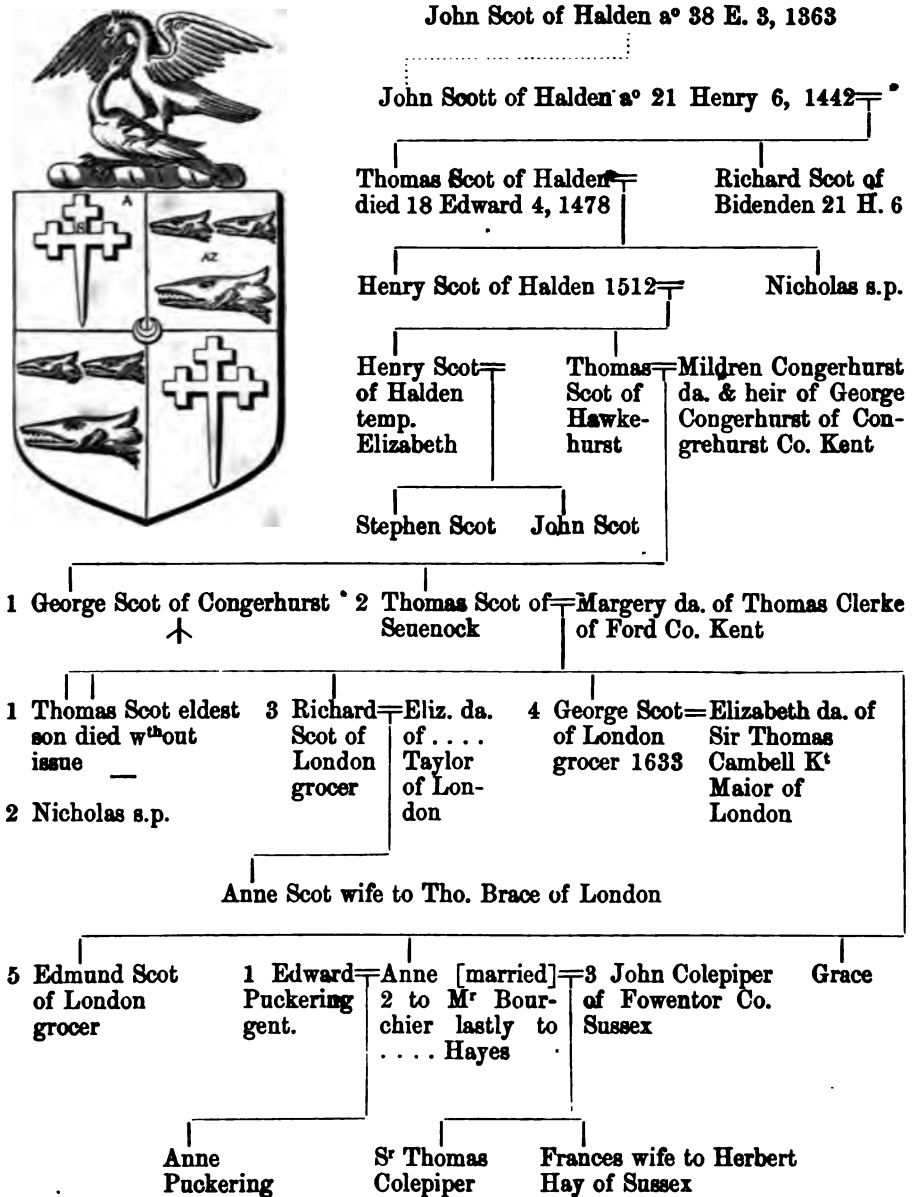 John Scot of Halden aº 38 E. 3, 1363
John Scott of Halden aº 21 Henry 6, 1442
Thomas Scot of Halden
died 18 Edward 4, 1478
Richard Scot of
Bidenden 21 H. 6
Henry Scot of Halden 1512
Nicholas s.p.
Henry Scot
of Halden
temp.
Elizabeth
Thomas
Scot of
Hawke-
hurst
Mildren Congerhurst
da. & heir of George
Congerhurst of Con-
grehurst Co. Kent
Stephen Scot
John Scot
1 George Scot of Congerhurst
2 Thomas Scot of
Seuenock
Margery da. of Thomas Clerke
of Ford Co. Kent
1 Thomas Scot eldest
son died wᵗʰout
issue
2 Nicholas s.p.
3 Richard
Scot of
London
grocer
Eliz. da.
of . . . .
Taylor
of Lon-
don
4 George Scot
of London
grocer 1633
Elizabeth da. of
Sir Thomas
Cambell Kᵗ
Maior of
London
Anne Scot wife to Tho. Brace of London
5 Edmund Scot
of London
grocer
1 Edward
Puckering
gent.
Anne [married]
2 to Mʳ Bour-
chier lastly to
. . . . Hayes
3 John Colepiper
of Fowentor Co.
Sussex
Grace
Anne
Puckering
Sʳ Thomas
Colepiper
Frances wife to Herbert
Hay of Sussex
A
S
AZ